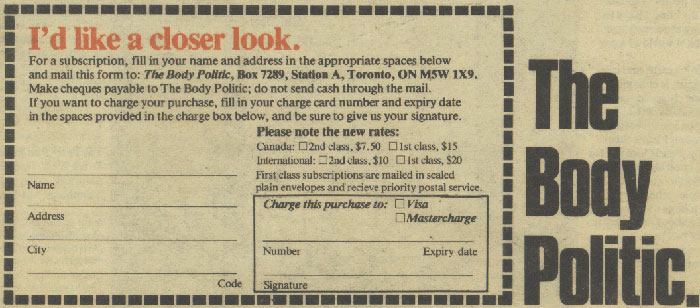 I'd like a closer look.
For a subscription, fill in your name and address in the appropriate spaces below
and mail this form to: The Body Politic, Box 7289, Station A, Toronto, ON M5W 1X9.
Make cheques payable to The Body Politic; do not send cash through the mail.
If you want to charge your purchase, fill in your charge card number and expiry date
in the spaces provided in the charge box below, and be sure to give us your signature.
Please note the new rates:
Canada: ☐2nd class, $7.50 ☐1st class, $15
International: ☐2nd class, $10 ☐1st class, $20
First class subscriptions are mailed in sealed
plain envelopes and recieve priority postal service.
Name
Address
City
Code
Charge this purchase to: ☐Visa
☐Mastercharge
Number Expiry date
Signature
The
Body
Politic